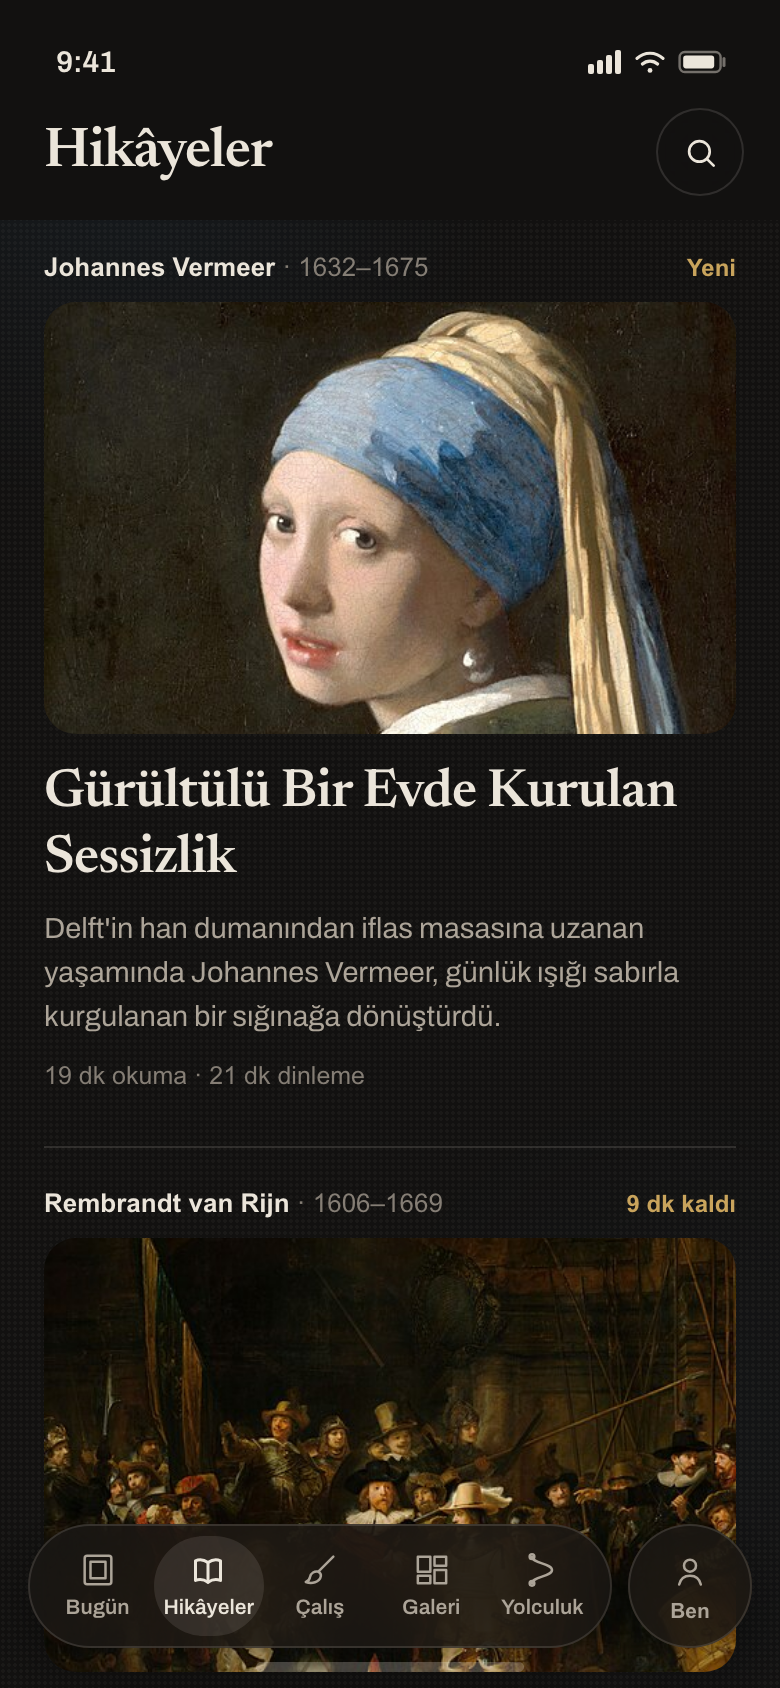 9:41
Hikâyeler
Johannes Vermeer · 1632–1675
Yeni
Gürültülü Bir Evde Kurulan
Sessizlik
Delft'in han dumanından iflas masasına uzanan
yaşamında Johannes Vermeer, günlük ışığı sabırla
kurgulanan bir sığınağa dönüştürdü.
19 dk okuma · 21 dk dinleme
Rembrandt van Rijn · 1606–1669
9 dk kaldı
Bugün
Hikâyeler
Çalış
Galeri
Yolculuk
Ben